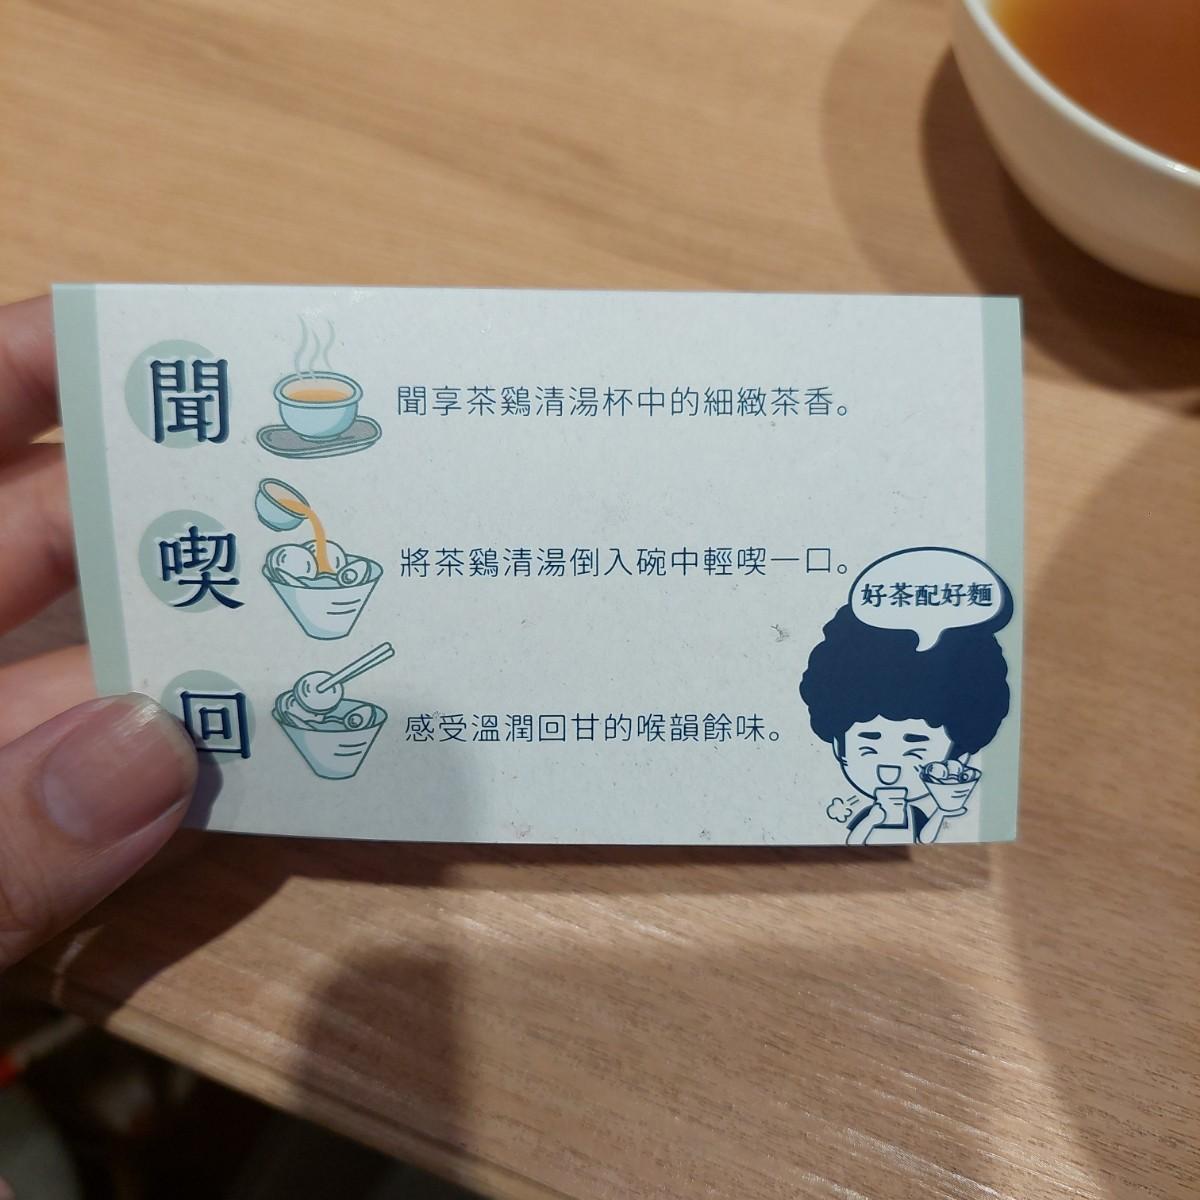 聞
聞享茶鷄清湯杯中的細緻茶香。
喫
將茶鷄清湯倒入碗中輕喫一口。
回
感受溫潤回甘的喉韻餘味。
好茶配好麵